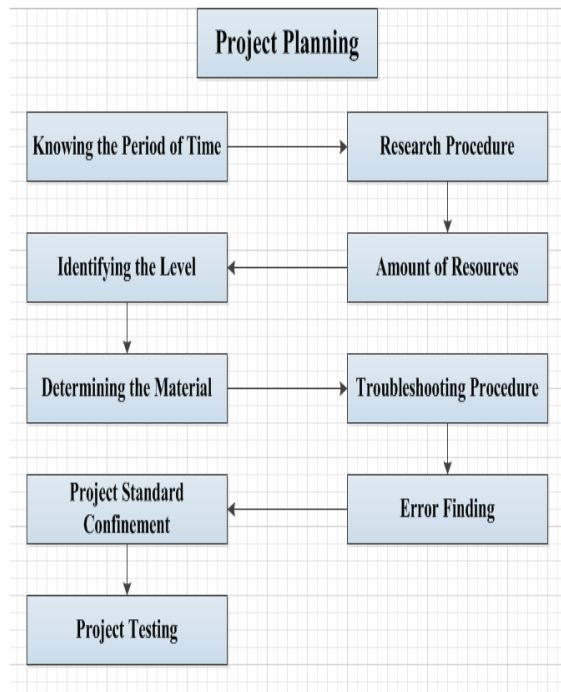 Project Planning
Knowing the Period of Time
Research Procedure
Identifying the Level
Amount of Resources
Determining the Material
Troubleshooting Procedure
Project Standard
Confinement
Error Finding
Project Testing